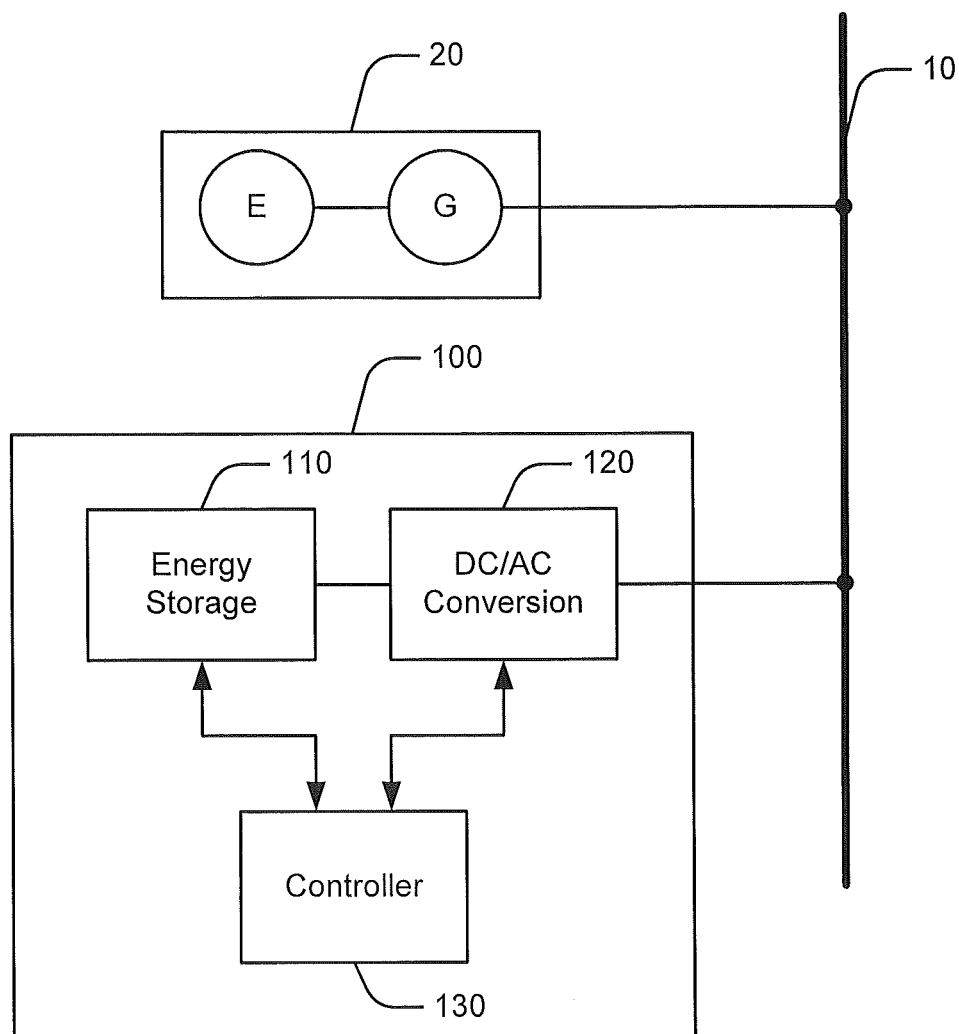 20
10
E
G
100
110
120
Energy
Storage
DC/AC
Conversion
Controller
130